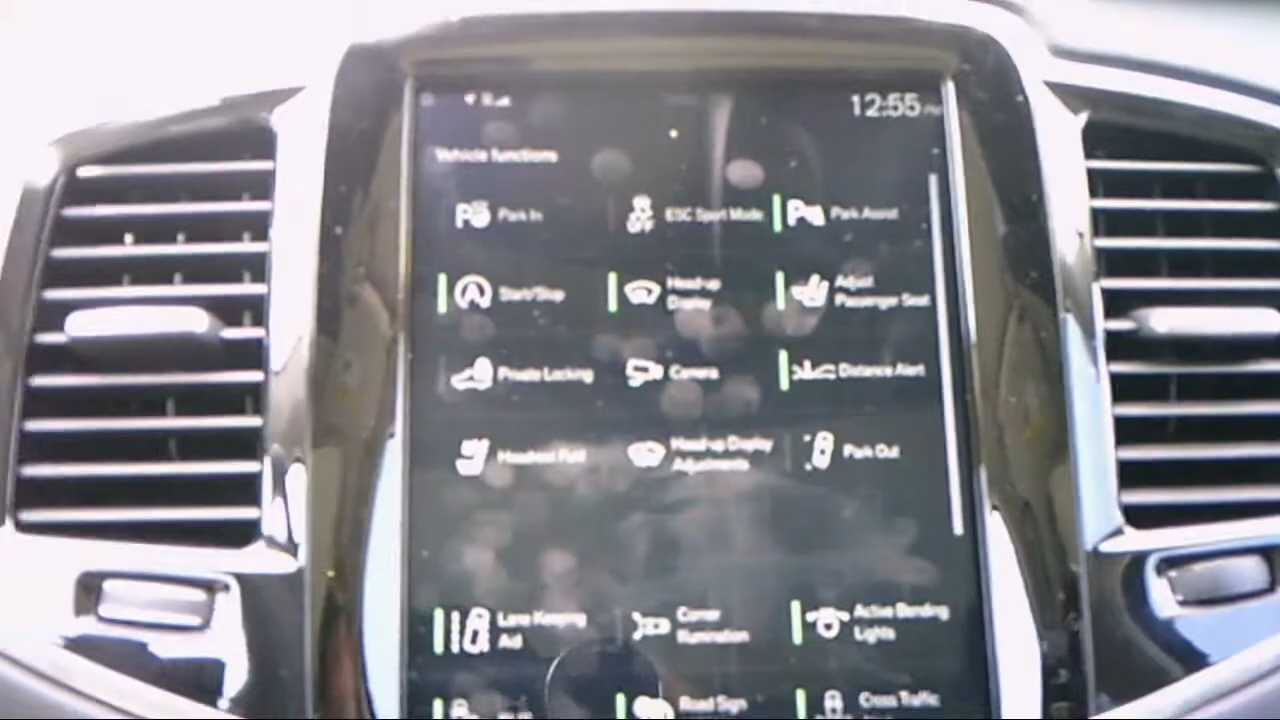 12:55
Vehicle functions
Park In
OFF
ESC Sport Mode
Park Assist
Start/Stop
Head-up
Display
Adjust
Passenger Seat
Private Locking
Camera
Distance Alert
Headrest Fold
Head-up Display
Adjustments
Park Out
Lane Keeping
Aid
Corner
Illumination
Active Bending
Lights
Road Sign
Cross Traffic